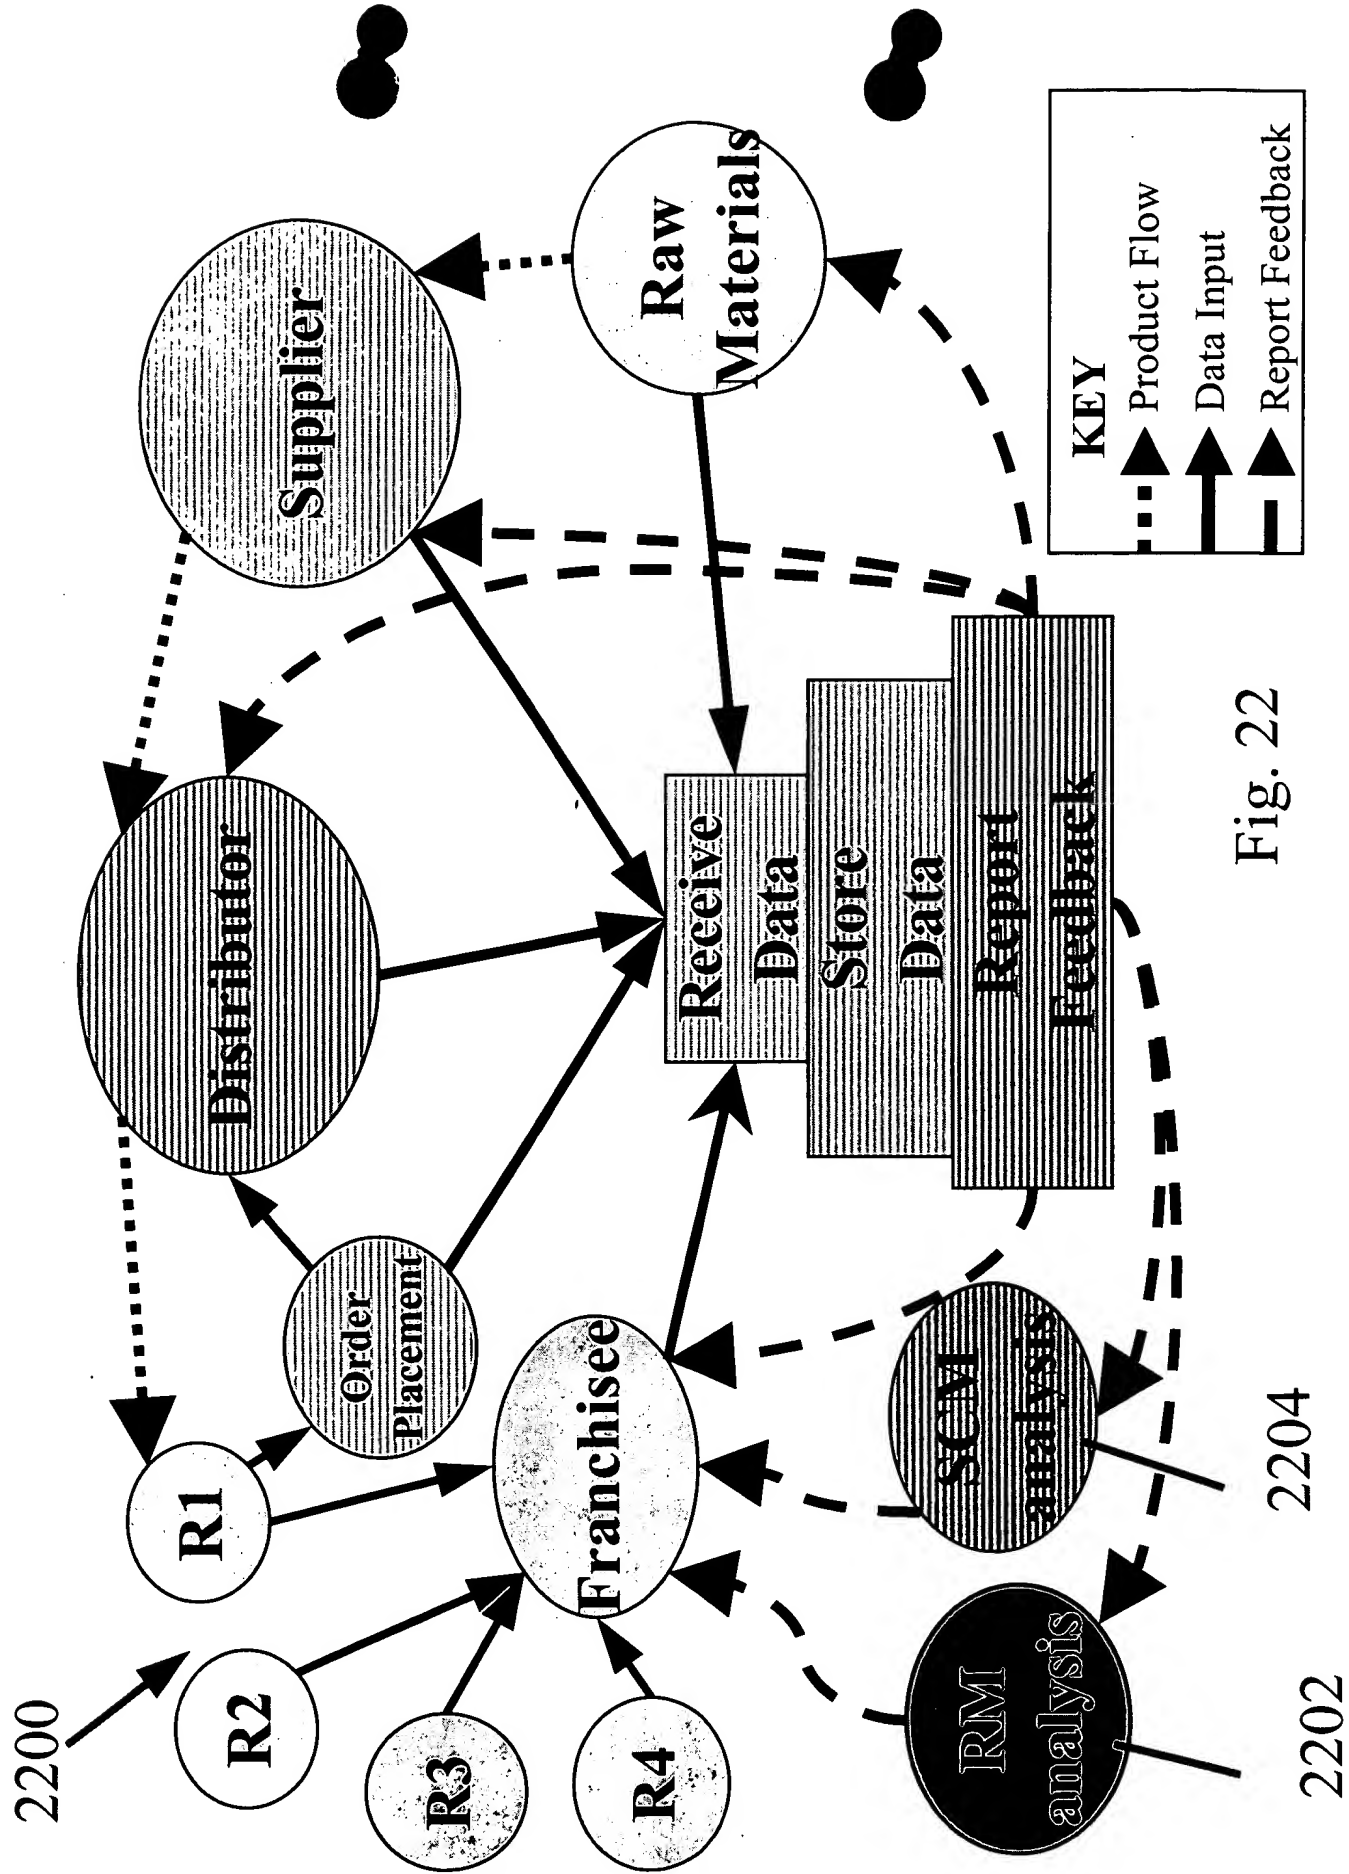 2200
R1
R2
R3
R4
Order
Placement
Distributor
Supplier
Franchisee
Receive
Data
Store
Data
Report
Feedback
Raw
Materials
RM
analysis
SCM
analysis
2202
2204
Fig. 22
KEY
Product Flow
Data Input
Report Feedback